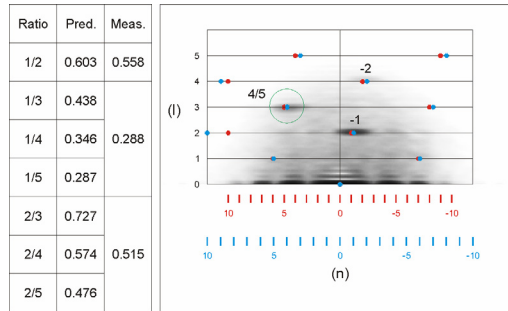 Ratio Pred. Meas.
1/2 0.603 0.558
1/3 0.438
1/4 0.346 0.288
1/5 0.287
2/3 0.727
2/4 0.574 0.515
2/5 0.476
5
-2
4
4/5
(l) 3
-1
2
1
0
10 5 0 -5 -10
10 5 0 -5 -10
(n)